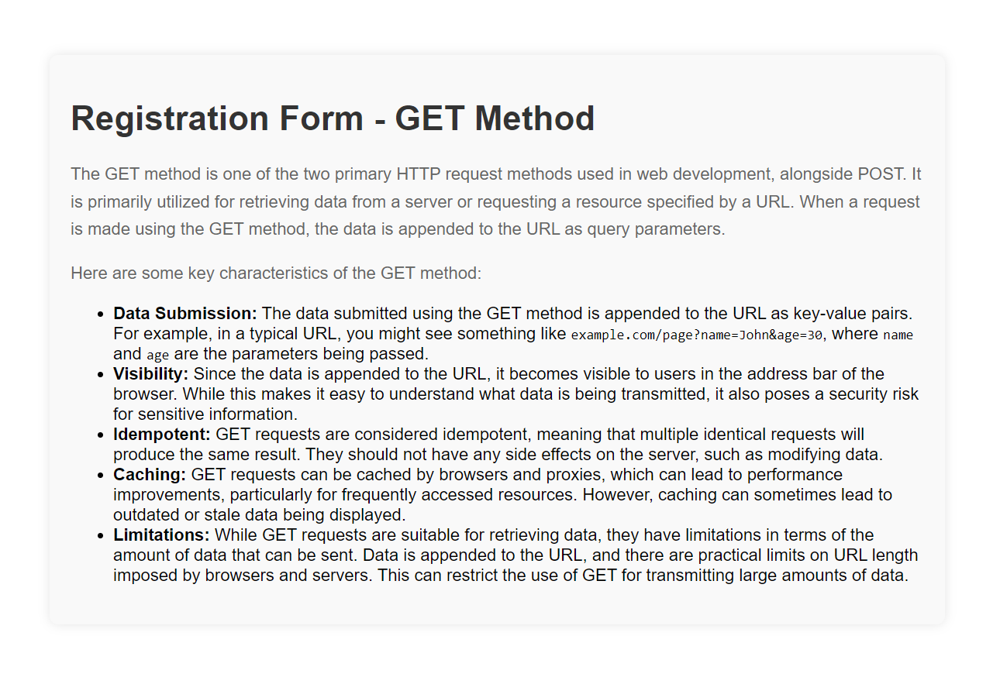 Registration Form - GET Method
The GET method is one of the two primary HTTP request methods used in web development, alongside POST. It
is primarily utilized for retrieving data from a server or requesting a resource specified by a URL. When a request
is made using the GET method, the data is appended to the URL as query parameters.
Here are some key characteristics of the GET method:
• Data Submission: The data submitted using the GET method is appended to the URL as key-value pairs.
For example, in a typical URL, you might see something like example.com/page?name=John&age=30, where name
and age are the parameters being passed.
• Visibility: Since the data is appended to the URL, it becomes visible to users in the address bar of the
browser. While this makes it easy to understand what data is being transmitted, it also poses a security risk
for sensitive information.
• Idempotent: GET requests are considered idempotent, meaning that multiple identical requests will
produce the same result. They should not have any side effects on the server, such as modifying data.
• Caching: GET requests can be cached by browsers and proxies, which can lead to performance
improvements, particularly for frequently accessed resources. However, caching can sometimes lead to
outdated or stale data being displayed.
• Limitations: While GET requests are suitable for retrieving data, they have limitations in terms of the
amount of data that can be sent. Data is appended to the URL, and there are practical limits on URL length
imposed by browsers and servers. This can restrict the use of GET for transmitting large amounts of data.